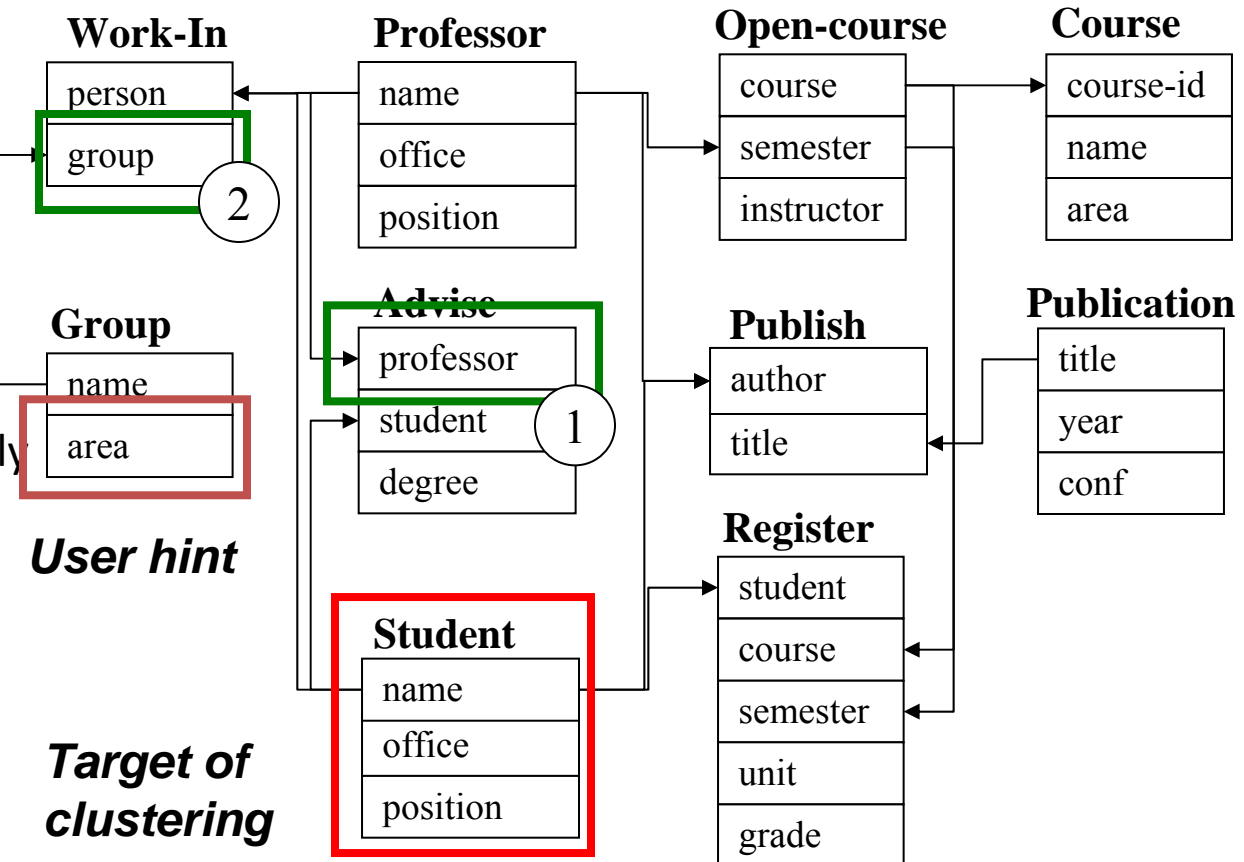 Work-In
person
group
2
Professor
name
office
position
Open-course
course
semester
instructor
Course
course-id
name
area
Group
name
area
ly
User hint
Advise
professor
student
degree
1
Publish
author
title
Publication
title
year
conf
Target of
clustering
Student
name
office
position
Register
student
course
semester
unit
grade